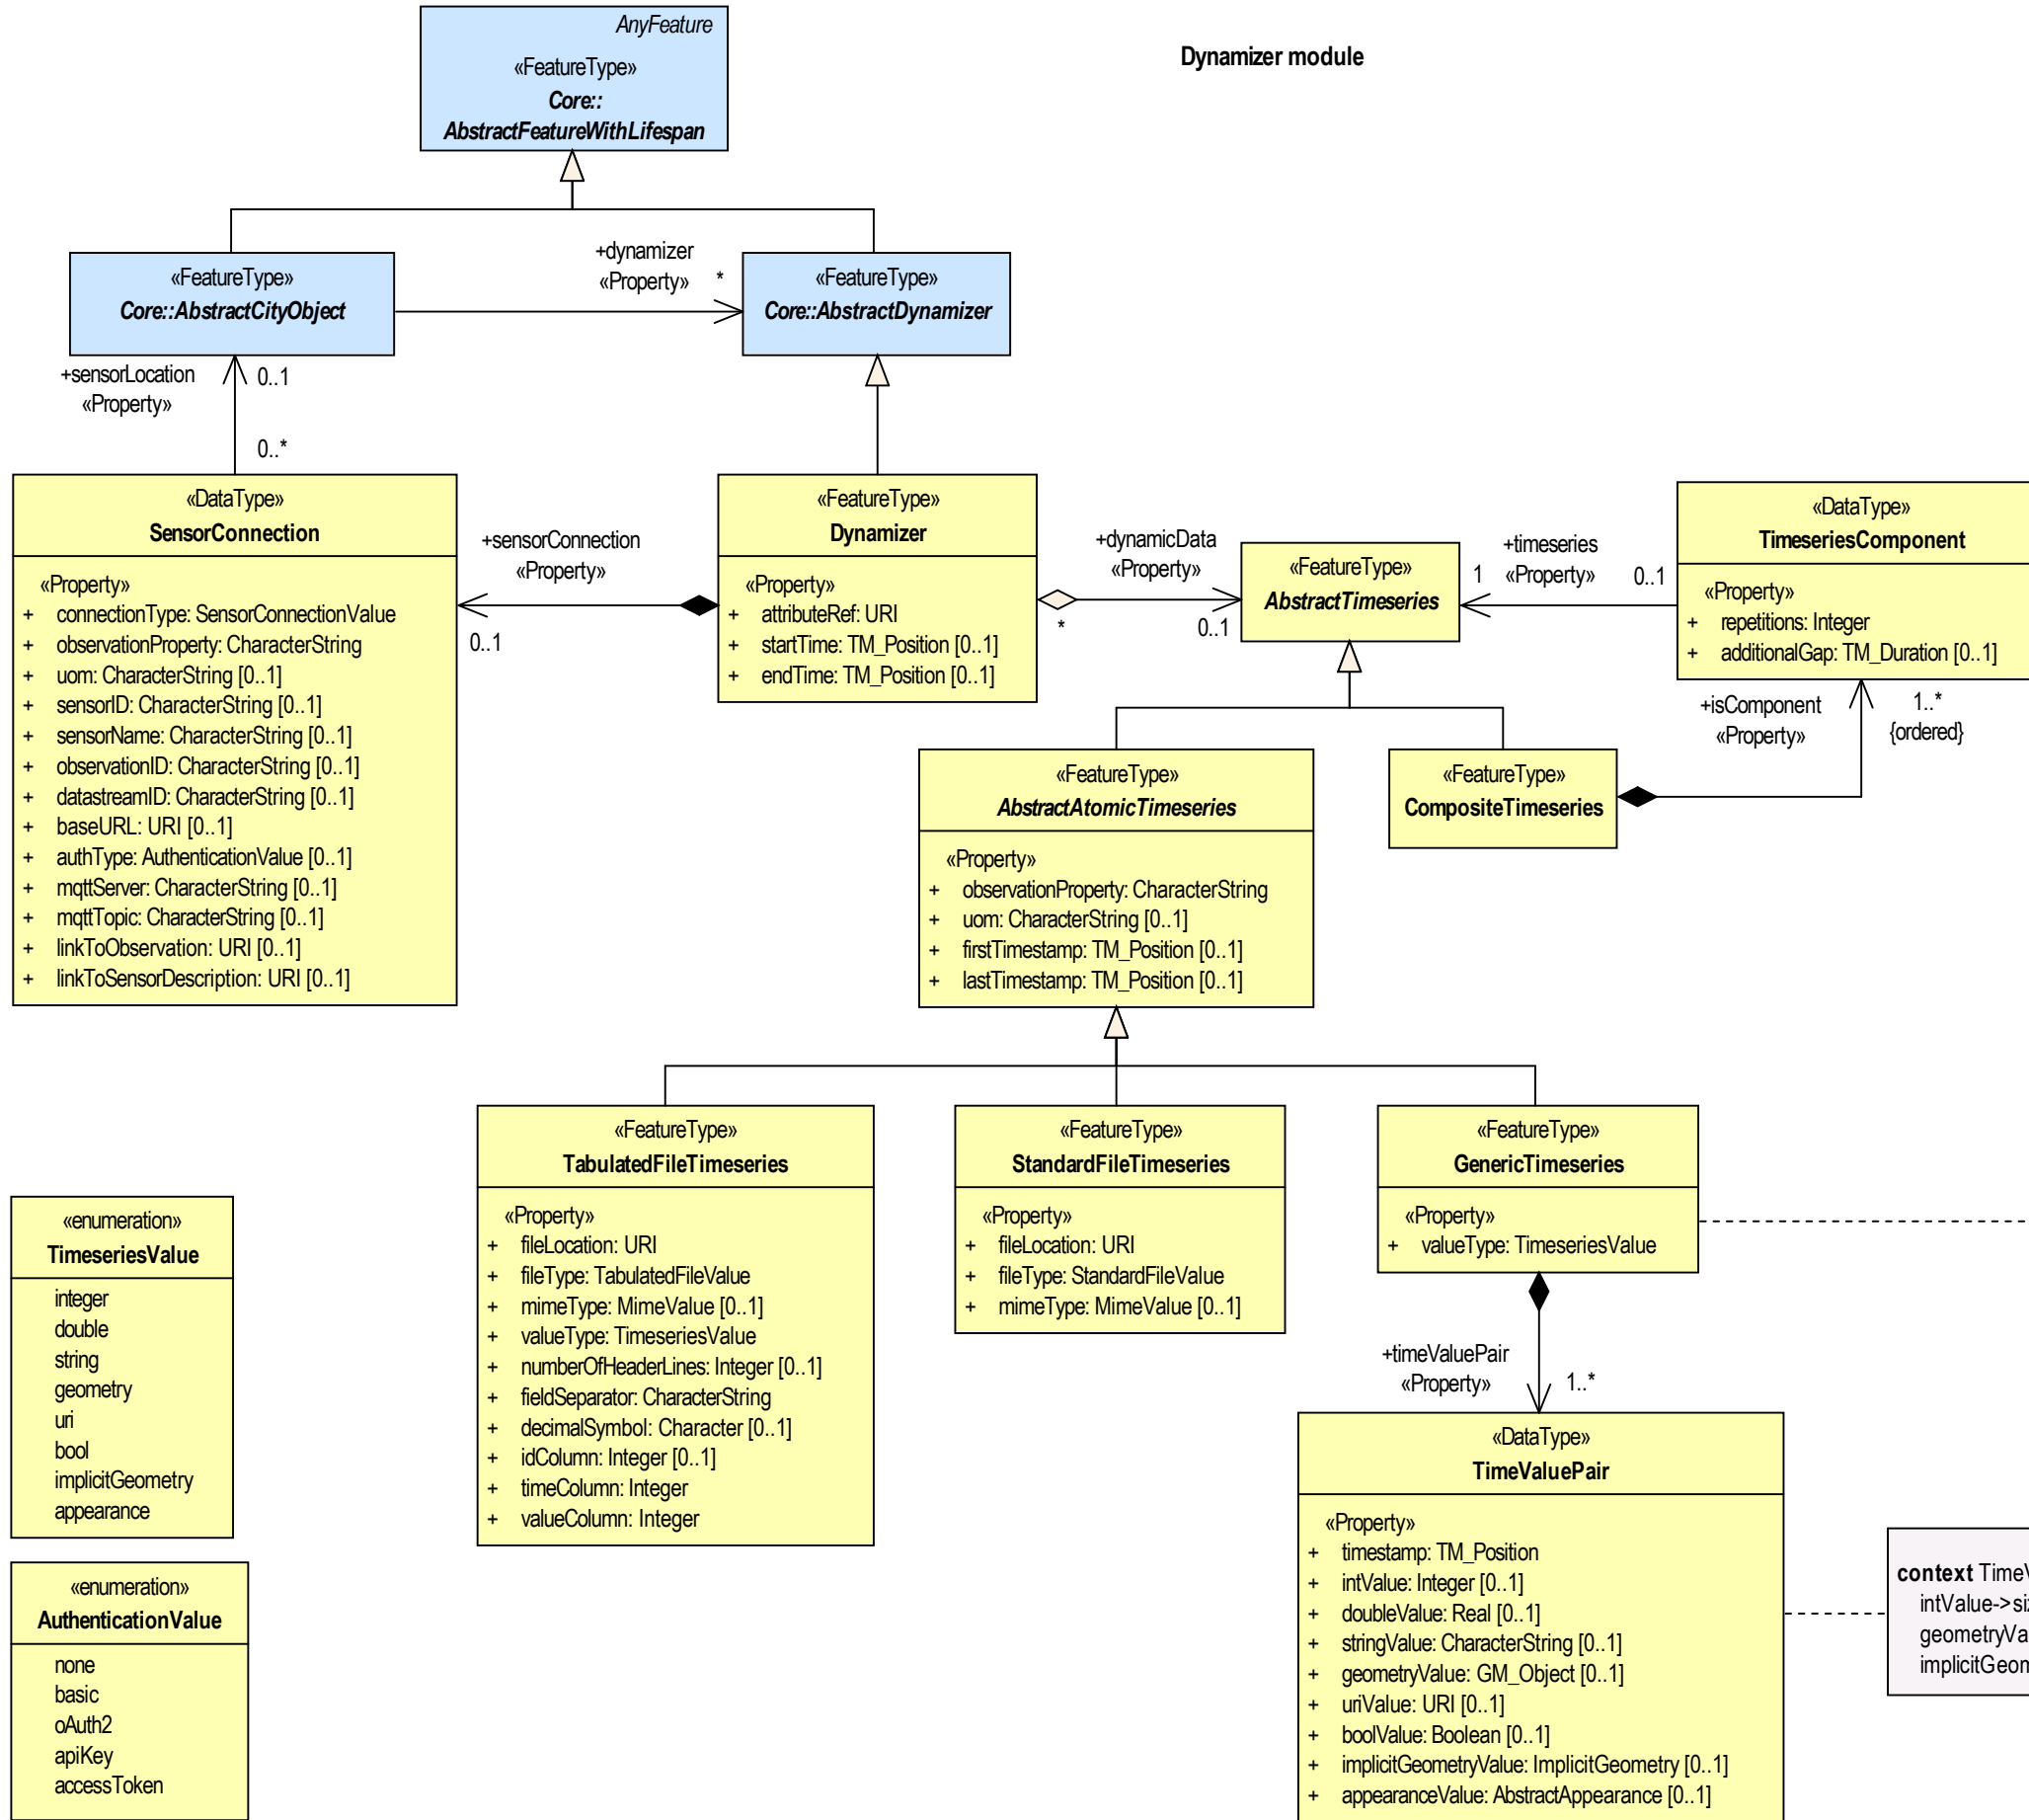 AnyFeature
«FeatureType»
Core::
AbstractFeatureWithLifespan
Dynamizer module
+dynamizer
«Property» *
«FeatureType»
Core::AbstractCityObject
«FeatureType»
Core::AbstractDynamizer
+sensorLocation
«Property»
0..1
0..*
«DataType»
SensorConnection
«Property»
+ connectionType: SensorConnectionValue
+ observationProperty: CharacterString
+ uom: CharacterString [0..1]
+ sensorID: CharacterString [0..1]
+ sensorName: CharacterString [0..1]
+ observationID: CharacterString [0..1]
+ datastreamID: CharacterString [0..1]
+ baseURL: URI [0..1]
+ authType: AuthenticationValue [0..1]
+ mqttServer: CharacterString [0..1]
+ mqttTopic: CharacterString [0..1]
+ linkToObservation: URI [0..1]
+ linkToSensorDescription: URI [0..1]
+sensorConnection
«Property»
0..1
«FeatureType»
Dynamizer
«Property»
+ attributeRef: URI
+ startTime: TM_Position [0..1]
+ endTime: TM_Position [0..1]
+dynamicData
«Property»
*
0..1
«FeatureType»
AbstractTimeseries
+timeseries
1 «Property» 0..1
«DataType»
TimeseriesComponent
«Property»
+ repetitions: Integer
+ additionalGap: TM_Duration [0..1]
+isComponent
«Property»
1..*
{ordered}
«FeatureType»
AbstractAtomicTimeseries
«Property»
+ observationProperty: CharacterString
+ uom: CharacterString [0..1]
+ firstTimestamp: TM_Position [0..1]
+ lastTimestamp: TM_Position [0..1]
«FeatureType»
CompositeTimeseries
«FeatureType»
TabulatedFileTimeseries
«Property»
+ fileLocation: URI
+ fileType: TabulatedFileValue
+ mimeType: MimeValue [0..1]
+ valueType: TimeseriesValue
+ numberOfHeaderLines: Integer [0..1]
+ fieldSeparator: CharacterString
+ decimalSymbol: Character [0..1]
+ idColumn: Integer [0..1]
+ timeColumn: Integer
+ valueColumn: Integer
«FeatureType»
StandardFileTimeseries
«Property»
+ fileLocation: URI
+ fileType: StandardFileValue
+ mimeType: MimeValue [0..1]
«FeatureType»
GenericTimeseries
«Property»
+ valueType: TimeseriesValue
+timeValuePair
«Property»
1..*
«enumeration»
TimeseriesValue
integer
double
string
geometry
uri
bool
implicitGeometry
appearance
«enumeration»
AuthenticationValue
none
basic
oAuth2
apiKey
accessToken
«DataType»
TimeValuePair
«Property»
+ timestamp: TM_Position
+ intValue: Integer [0..1]
+ doubleValue: Real [0..1]
+ stringValue: CharacterString [0..1]
+ geometryValue: GM_Object [0..1]
+ uriValue: URI [0..1]
+ boolValue: Boolean [0..1]
+ implicitGeometryValue: ImplicitGeometry [0..1]
+ appearanceValue: AbstractAppearance [0..1]
context